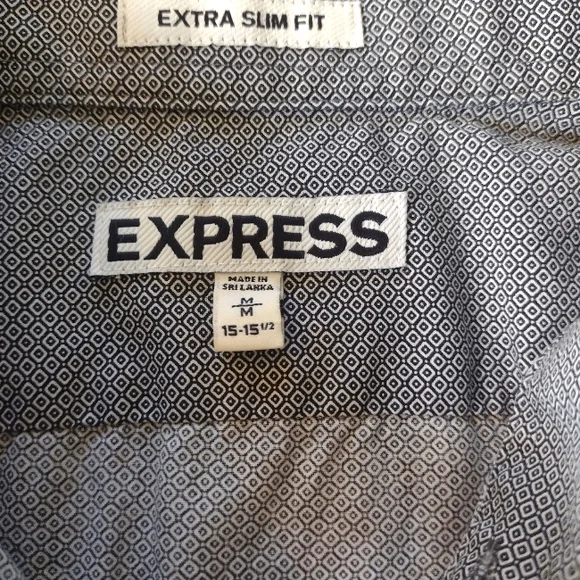 EXTRA SLIM FIT
EXPRESS
MADE IN
SRI LANKA
M
M
15-15 1/2